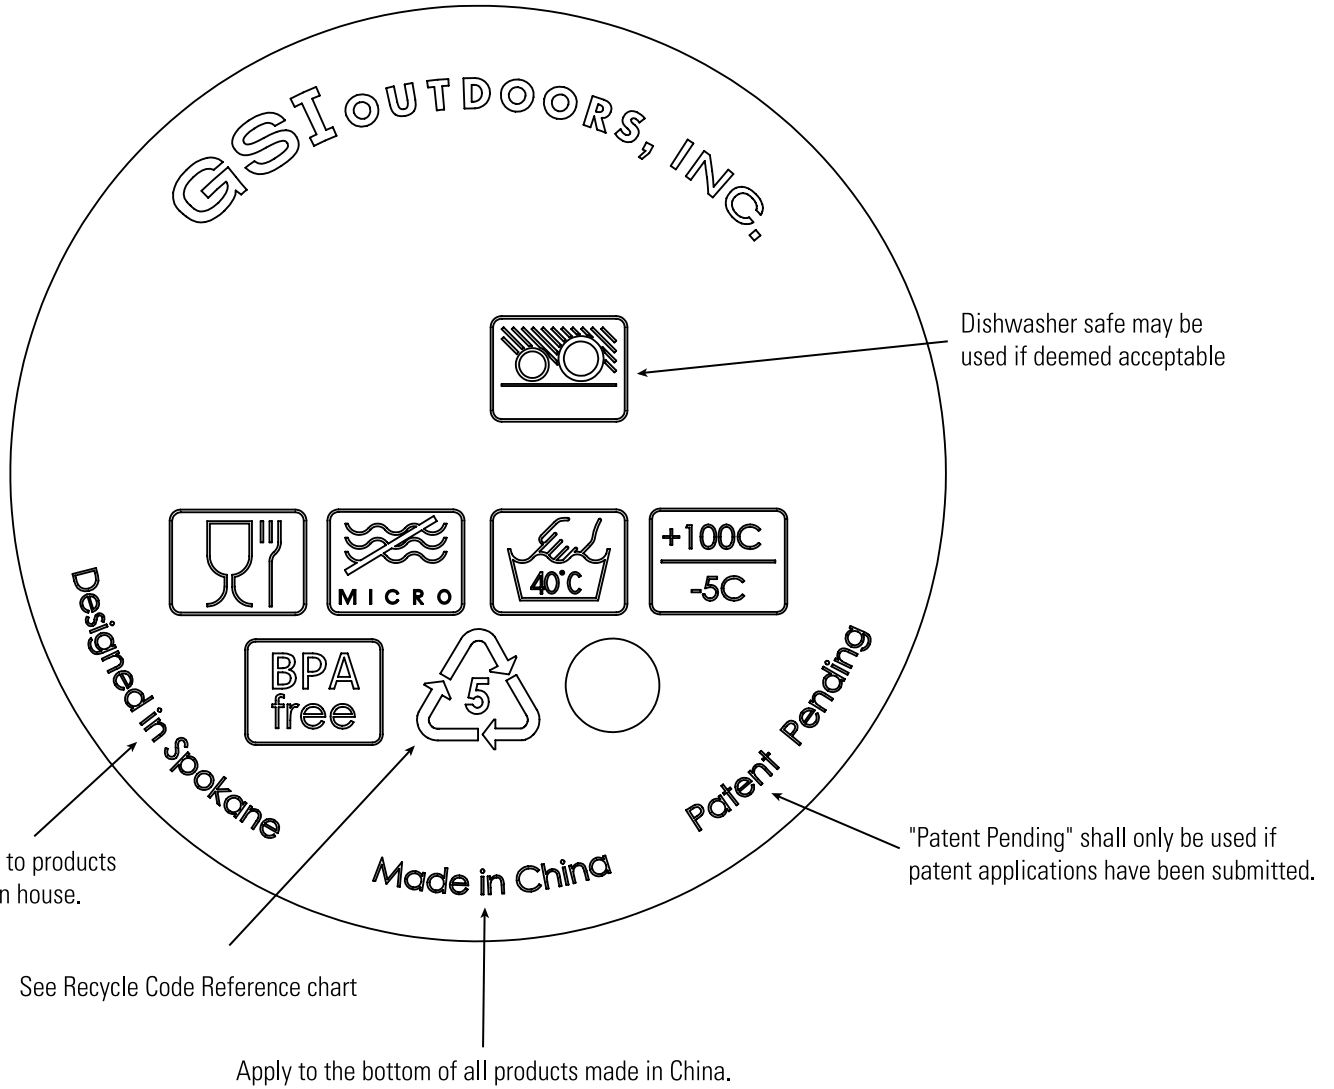 GSI OUTDOORS, INC.
Dishwasher safe may be
used if deemed acceptable
MICRO
40°C
+100C
-5C
BPA
free
5
Designed in Spokane
Patent Pending
Made in China
to products
n house.
"Patent Pending" shall only be used if
patent applications have been submitted.
See Recycle Code Reference chart
Apply to the bottom of all products made in China.